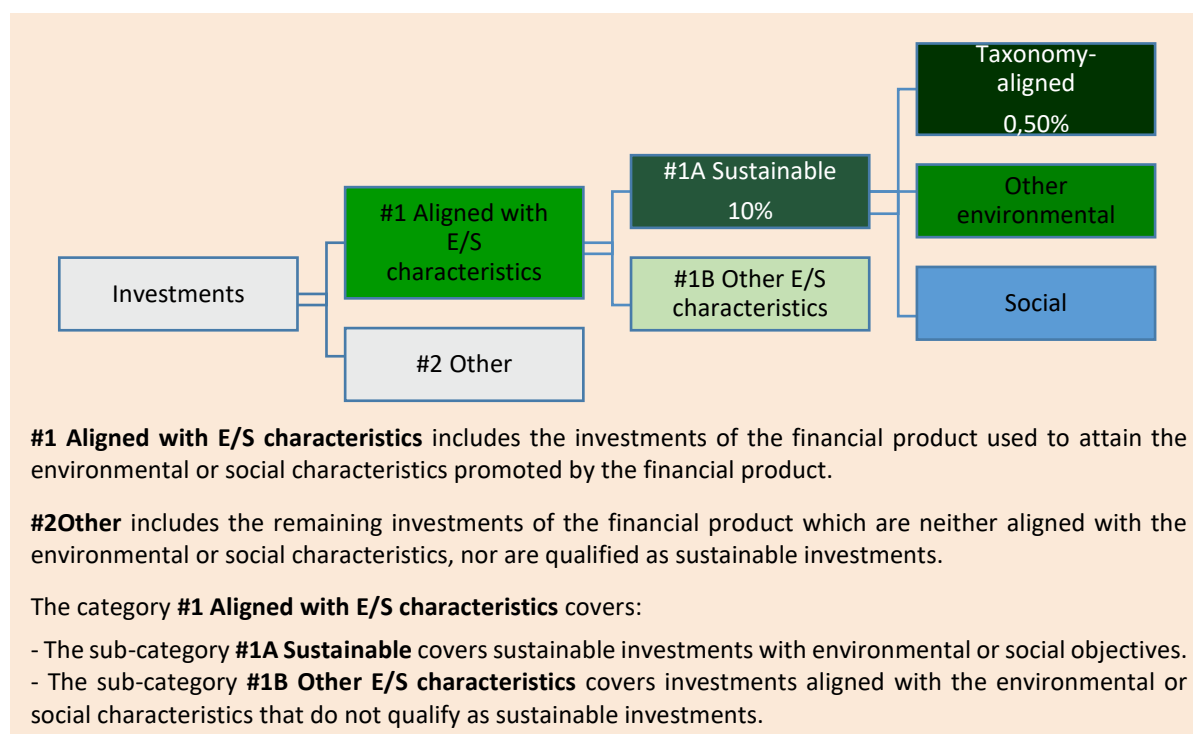 Taxonomy-
aligned
0,50%
#1A Sustainable
10%
#1 Aligned with
E/S
characteristics
Other
environmental
Investments
#1B Other E/S
characteristics
Social
#2 Other
#1 Aligned with E/S characteristics includes the investments of the financial product used to attain the
environmental or social characteristics promoted by the financial product.
#2Other includes the remaining investments of the financial product which are neither aligned with the
environmental or social characteristics, nor are qualified as sustainable investments.
The category #1 Aligned with E/S characteristics covers:
- The sub-category #1A Sustainable covers sustainable investments with environmental or social objectives.
- The sub-category #1B Other E/S characteristics covers investments aligned with the environmental or
social characteristics that do not qualify as sustainable investments.